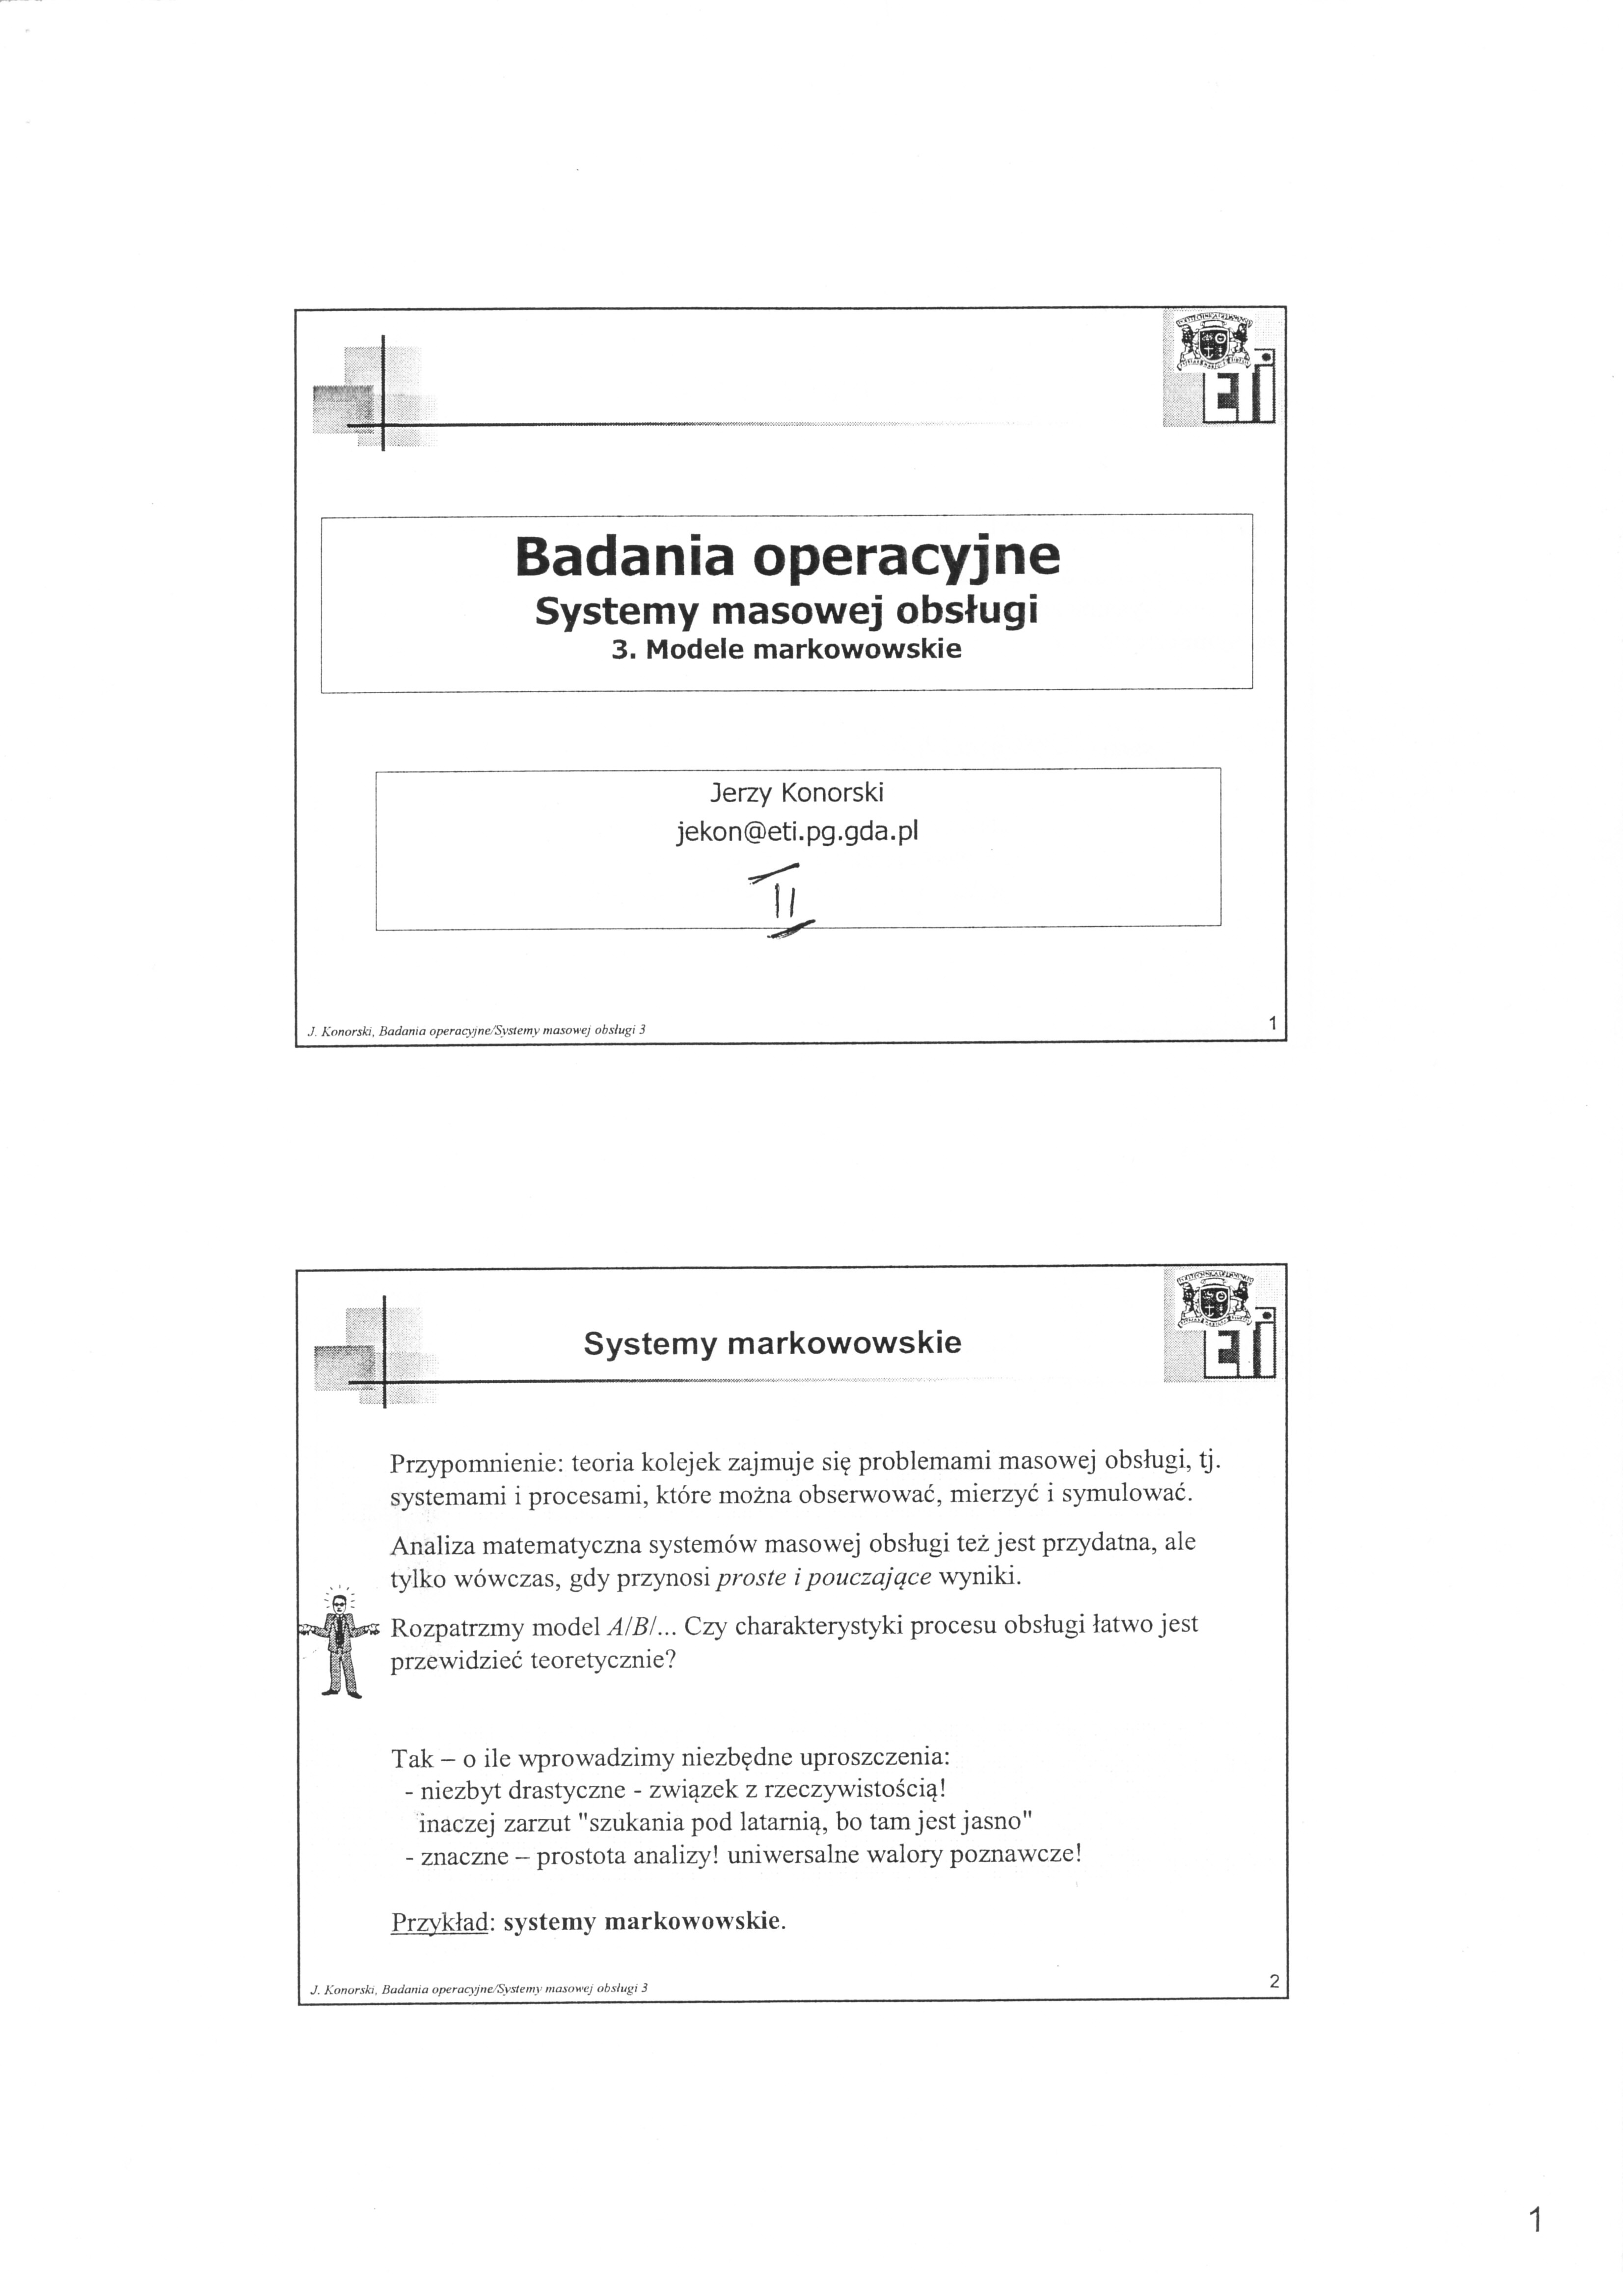 Badania operacyjne
Systemy masowej obsługi
3. Modele markowowskie
Jerzy Konorski
jekon@eti.pg.gda.pl
II
J. Konorski, Badania operacyjne/Systemy masowej obsługi 3
1
ETI
Systemy markowowskie
ETI
Przypomnienie: teoria kolejek zajmuje się problemami masowej obsługi, tj.
systemami i procesami, które można obserwować, mierzyć i symulować.
Analiza matematyczna systemów masowej obsługi też jest przydatna, ale
tylko wówczas, gdy przynosi proste i pouczające wyniki.
Rozpatrzmy model A/B/... Czy charakterystyki procesu obsługi łatwo jest
przewidzieć teoretycznie?
Tak – o ile wprowadzimy niezbędne uproszczenia:
- niezbyt drastyczne - związek z rzeczywistością!
inaczej zarzut "szukania pod latarnią, bo tam jest jasno"
- znaczne – prostota analizy! uniwersalne walory poznawcze!
Przykład: systemy markowowskie.
J. Konorski, Badania operacyjne/Systemy masowej obsługi 3
2
1